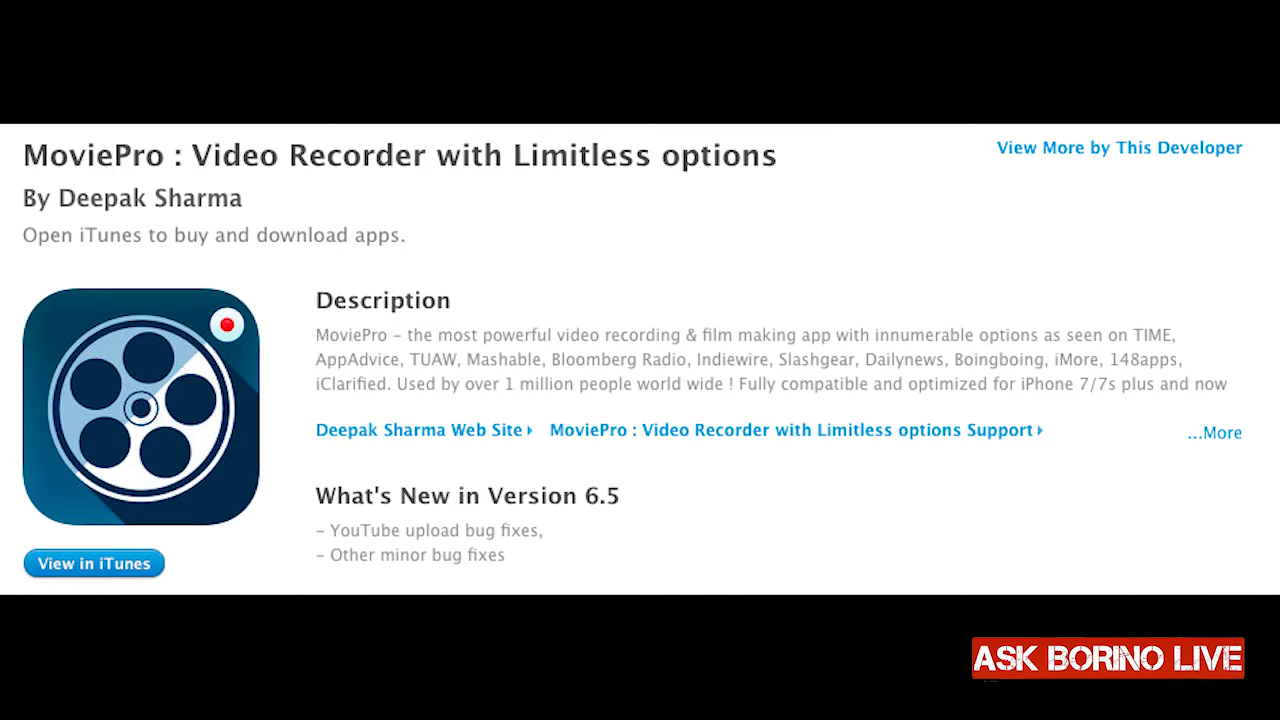 MoviePro : Video Recorder with Limitless options
View More by This Developer
By Deepak Sharma
Open iTunes to buy and download apps.
Description
MoviePro – the most powerful video recording & film making app with innumerable options as seen on TIME,
AppAdvice, TUAW, Mashable, Bloomberg Radio, Indiewire, Slashgear, Dailynews, Boingboing, iMore, 148apps,
iClarified. Used by over 1 million people world wide ! Fully compatible and optimized for iPhone 7/7s plus and now
Deepak Sharma Web Site
MoviePro : Video Recorder with Limitless options Support
...More
What's New in Version 6.5
– YouTube upload bug fixes,
– Other minor bug fixes
View in iTunes
ASK BORINO LIVE